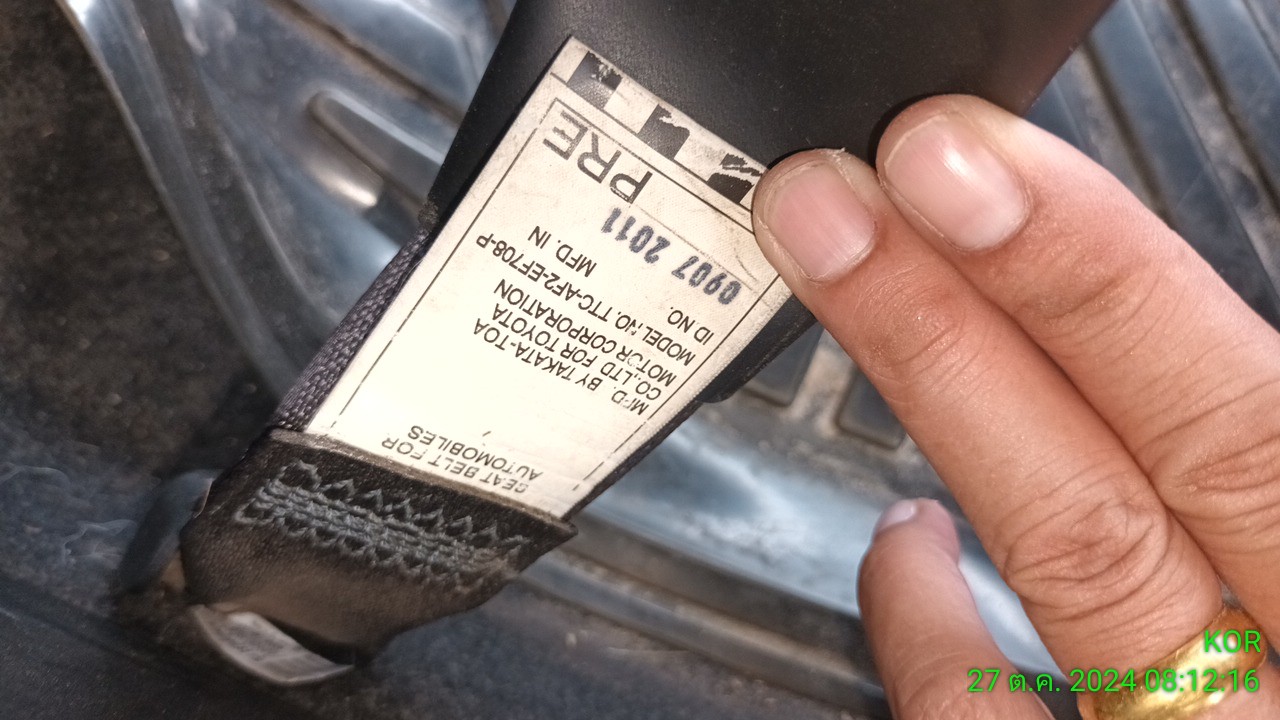 SEAT BELT FOR
AUTOMOBILES
MFD. BY TAKATA-TOA
CO.,LTD FOR TOYOTA
MOTOR CORPORATION
MODEL.NO. TTC-AF2-EF708-P
ID NO. MFD. IN
0907 2011
PRE
KOR
27 ต.ค. 2024 08:12:16